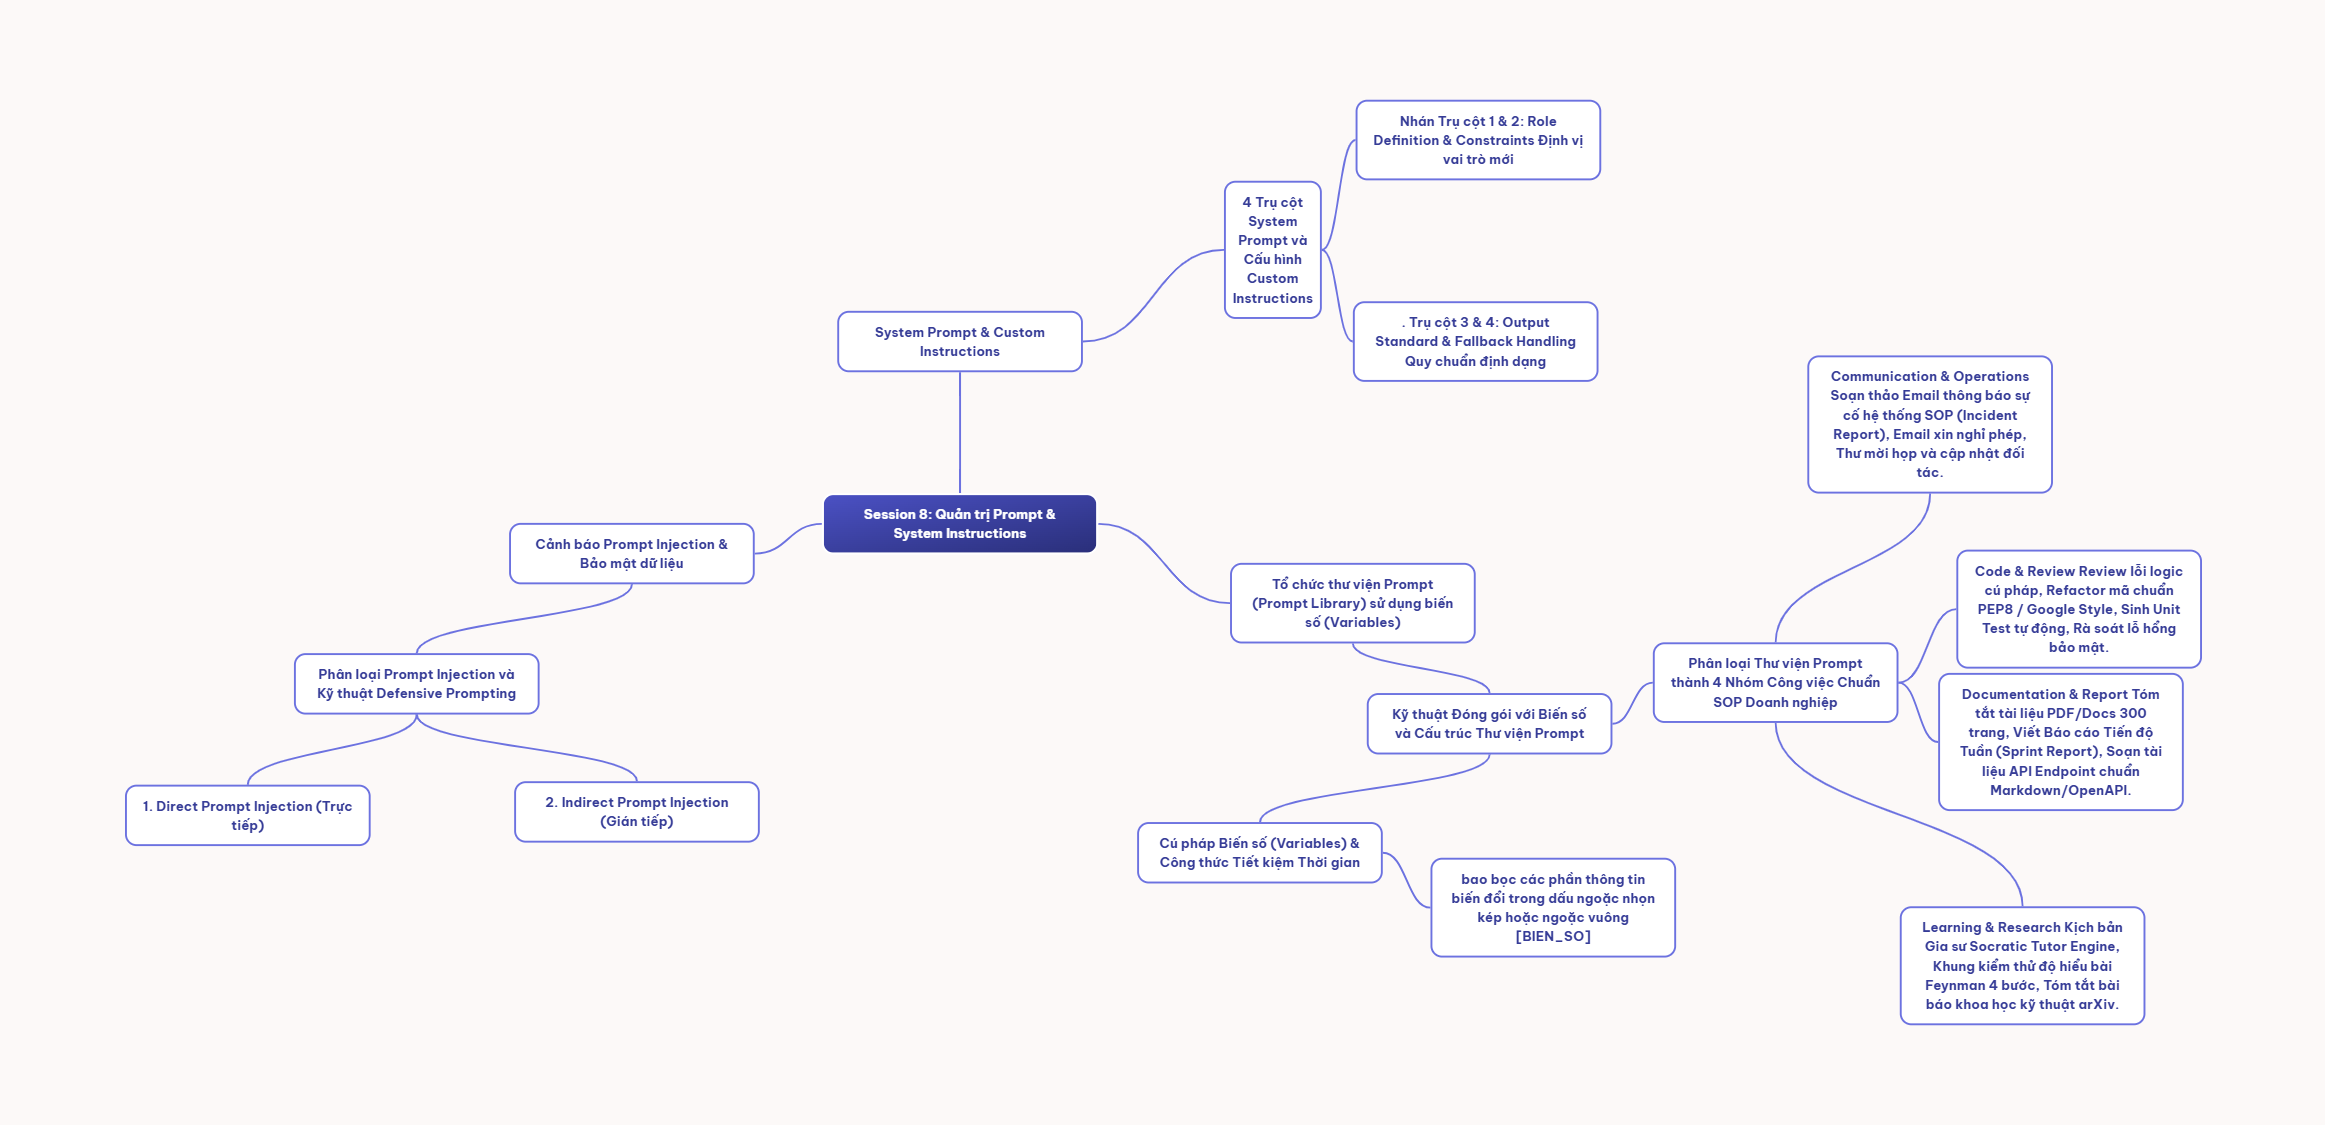 Nhán Trụ cột 1 & 2: Role
Definition & Constraints Định vị
vai trò mới
4 Trụ cột
System
Prompt và
Cấu hình
Custom
Instructions
. Trụ cột 3 & 4: Output
Standard & Fallback Handling
Quy chuẩn định dạng
System Prompt & Custom
Instructions
Communication & Operations
Soạn thảo Email thông báo sự
cố hệ thống SOP (Incident
Report), Email xin nghỉ phép,
Thư mời họp và cập nhật đối
tác.
Session 8: Quản trị Prompt &
System Instructions
Cảnh báo Prompt Injection &
Bảo mật dữ liệu
Tổ chức thư viện Prompt
(Prompt Library) sử dụng biến
số (Variables)
Code & Review Review lỗi logic
cú pháp, Refactor mã chuẩn
PEP8 / Google Style, Sinh Unit
Test tự động, Rà soát lỗ hổng
bảo mật.
Phân loại Prompt Injection và
Kỹ thuật Defensive Prompting
Phân loại Thư viện Prompt
thành 4 Nhóm Công việc Chuẩn
SOP Doanh nghiệp
Documentation & Report Tóm
tắt tài liệu PDF/Docs 300
trang, Viết Báo cáo Tiến độ
Tuần (Sprint Report), Soạn tài
liệu API Endpoint chuẩn
Markdown/OpenAPI.
Kỹ thuật Đóng gói với Biến số
và Cấu trúc Thư viện Prompt
1. Direct Prompt Injection (Trực
tiếp)
2. Indirect Prompt Injection
(Gián tiếp)
Cú pháp Biến số (Variables) &
Công thức Tiết kiệm Thời gian
bao bọc các phần thông tin
biến đổi trong dấu ngoặc nhọn
kép hoặc ngoặc vuông
[BIEN_SO]
Learning & Research Kịch bản
Gia sư Socratic Tutor Engine,
Khung kiểm thử độ hiểu bài
Feynman 4 bước, Tóm tắt bài
báo khoa học kỹ thuật arXiv.